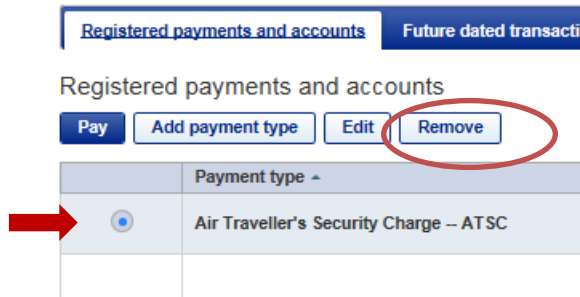 Registered payments and accounts Future dated transacti
Registered payments and accounts
Pay Add payment type Edit Remove
Payment type
Air Traveller's Security Charge -- ATSC